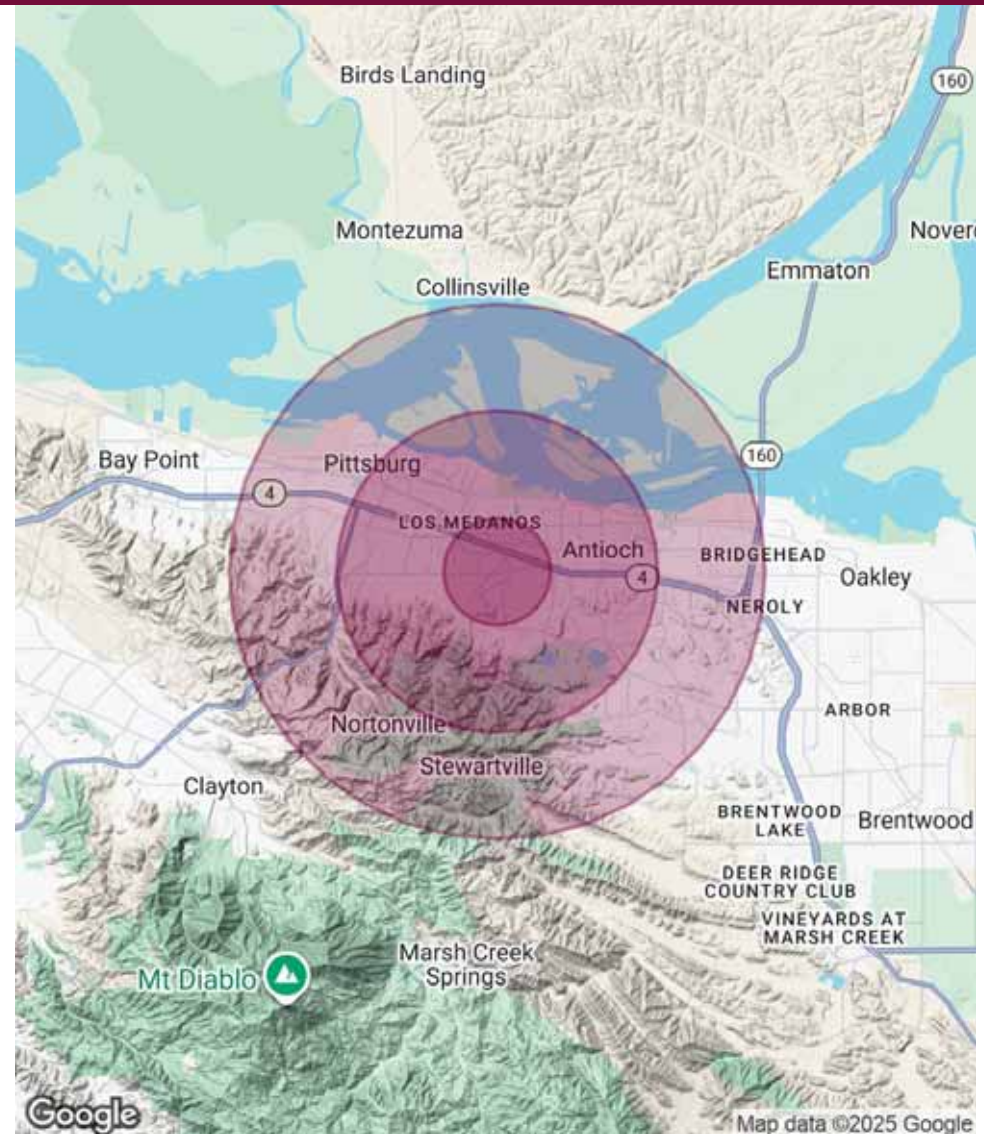 Birds Landing
160
Montezuma
Emmaton
Collinsville
160
Bay Point
Pittsburg
4
LOS MEDANOS
Antioch
BRIDGEHEAD
4
Oakley
NEROLY
ARBOR
Nortonville
Stewartville
Clayton
BRENTWOOD
LAKE
Brentwood
DEER RIDGE
COUNTRY CLUB
VINEYARDS AT
MARSH CREEK
Marsh Creek
Springs
Mt Diablo
Google
Map data ©2025 Google